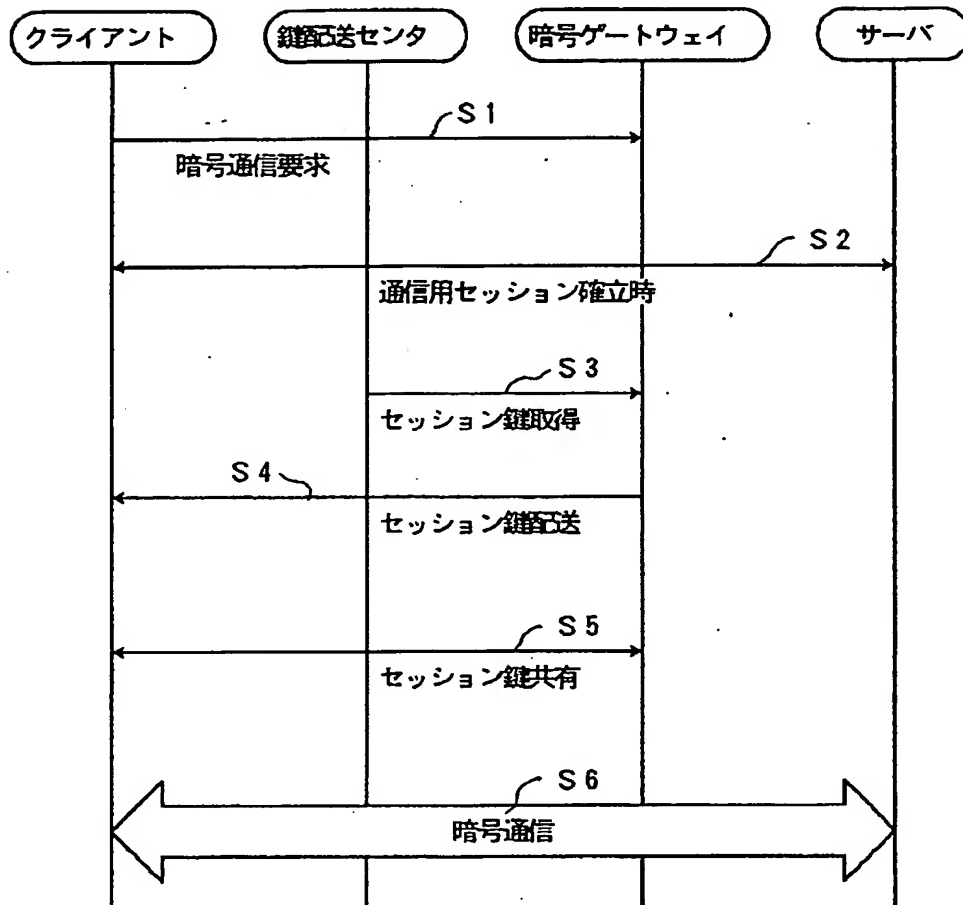 クライアント
鍵配送センタ
暗号ゲートウェイ
サーバ
S1
暗号通信要求
S2
通信用セッション確立時
S3
セッション鍵取得
S4
セッション鍵配送
S5
セッション鍵共有
S6
暗号通信